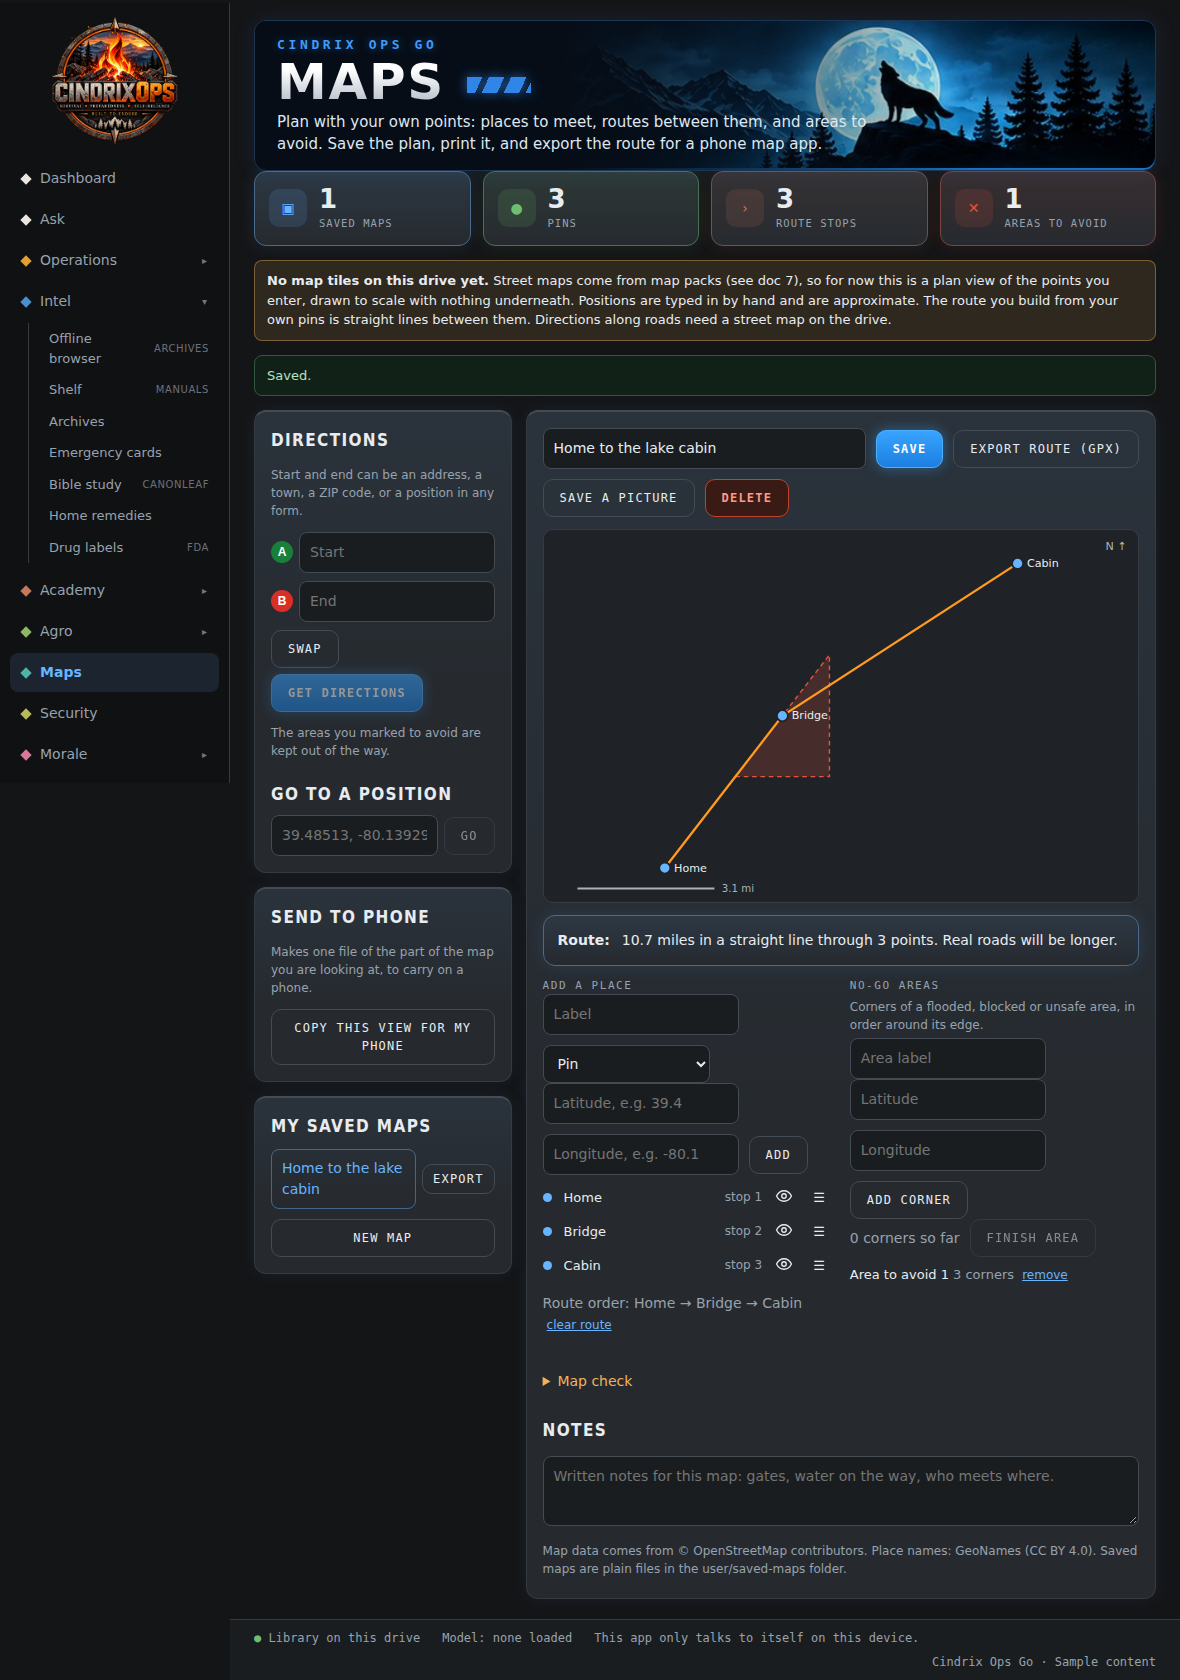 CINDRIXOPS
SURVIVAL • PREPAREDNESS • SELF-RELIANCE
BUILT TO ENDURE
Dashboard
Ask
Operations
Intel
Offline browser ARCHIVES
Shelf MANUALS
Archives
Emergency cards
Bible study CANONLEAF
Home remedies
Drug labels FDA
Academy
Agro
Maps
Security
Morale
CINDRIX OPS GO
MAPS
Plan with your own points: places to meet, routes between them, and areas to
avoid. Save the plan, print it, and export the route for a phone map app.
1
SAVED MAPS
3
PINS
3
ROUTE STOPS
1
AREAS TO AVOID
No map tiles on this drive yet. Street maps come from map packs (see doc 7), so for now this is a plan view of the points you
enter, drawn to scale with nothing underneath. Positions are typed in by hand and are approximate. The route you build from your
own pins is straight lines between them. Directions along roads need a street map on the drive.
Saved.
DIRECTIONS
Start and end can be an address, a
town, a ZIP code, or a position in any
form.
A Start
B End
SWAP
GET DIRECTIONS
The areas you marked to avoid are
kept out of the way.
GO TO A POSITION
39.48513, -80.13929 GO
SEND TO PHONE
Makes one file of the part of the map
you are looking at, to carry on a
phone.
COPY THIS VIEW FOR MY
PHONE
MY SAVED MAPS
Home to the lake
cabin
EXPORT
NEW MAP
Home to the lake cabin SAVE EXPORT ROUTE (GPX)
SAVE A PICTURE DELETE
N ↑
Cabin
Bridge
Home
3.1 mi
Route: 10.7 miles in a straight line through 3 points. Real roads will be longer.
ADD A PLACE
Label
Pin
Latitude, e.g. 39.4
Longitude, e.g. -80.1 ADD
Home stop 1
Bridge stop 2
Cabin stop 3
Route order: Home → Bridge → Cabin
clear route
NO-GO AREAS
Corners of a flooded, blocked or unsafe area, in
order around its edge.
Area label
Latitude
Longitude
ADD CORNER
0 corners so far FINISH AREA
Area to avoid 1 3 corners remove
Map check
NOTES
Written notes for this map: gates, water on the way, who meets where.
Map data comes from © OpenStreetMap contributors. Place names: GeoNames (CC BY 4.0). Saved
maps are plain files in the user/saved-maps folder.
Library on this drive Model: none loaded This app only talks to itself on this device.
Cindrix Ops Go · Sample content